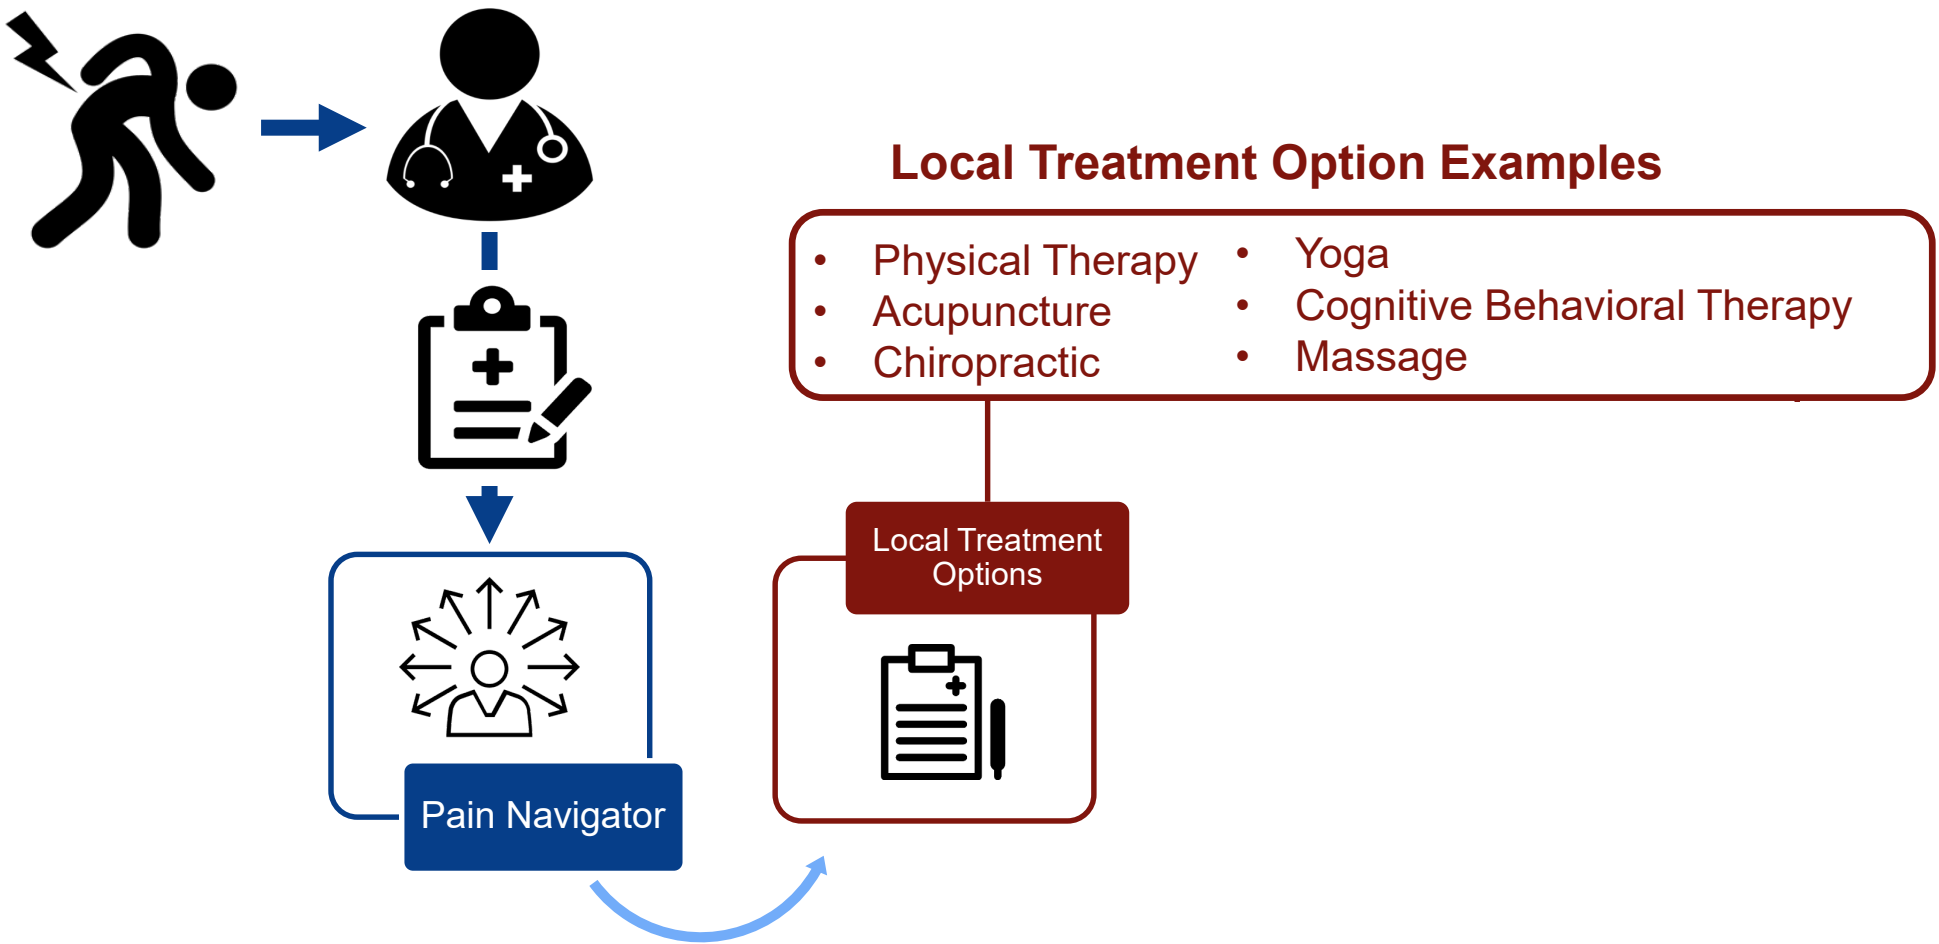 Local Treatment Option Examples
• Physical Therapy
• Acupuncture
• Chiropractic
• Yoga
• Cognitive Behavioral Therapy
• Massage
Local Treatment
Options
Pain Navigator